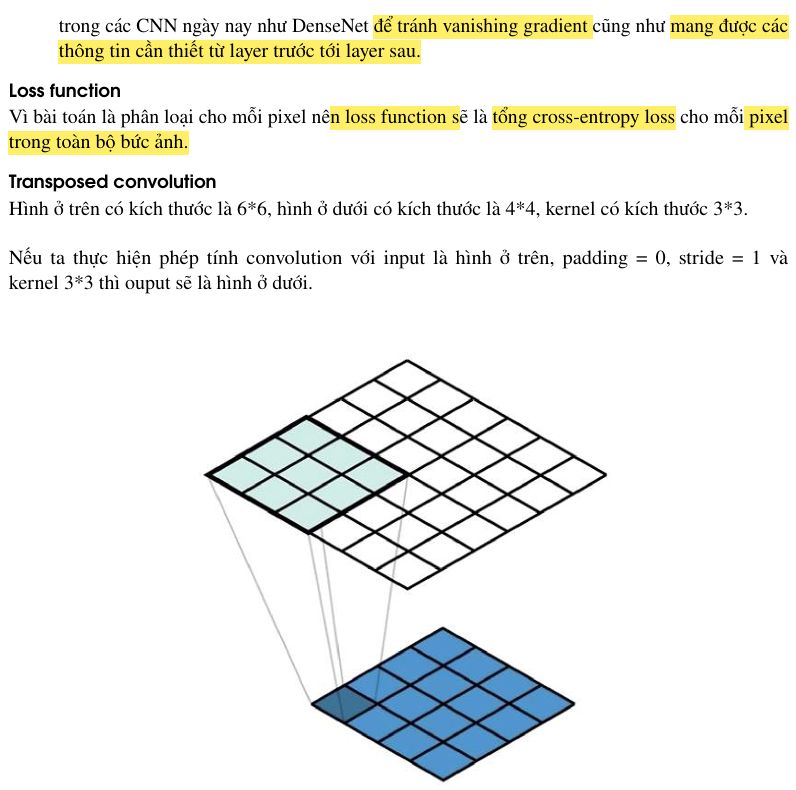 trong các CNN ngày nay như DenseNet để tránh vanishing gradient cũng như mang được các
thông tin cần thiết từ layer trước tới layer sau.
Loss function
Vì bài toán là phân loại cho mỗi pixel nên loss function sẽ là tổng cross-entropy loss cho mỗi pixel
trong toàn bộ bức ảnh.
Transposed convolution
Hình ở trên có kích thước là 6*6, hình ở dưới có kích thước là 4*4, kernel có kích thước 3*3.
Nếu ta thực hiện phép tính convolution với input là hình ở trên, padding = 0, stride = 1 và
kernel 3*3 thì ouput sẽ là hình ở dưới.